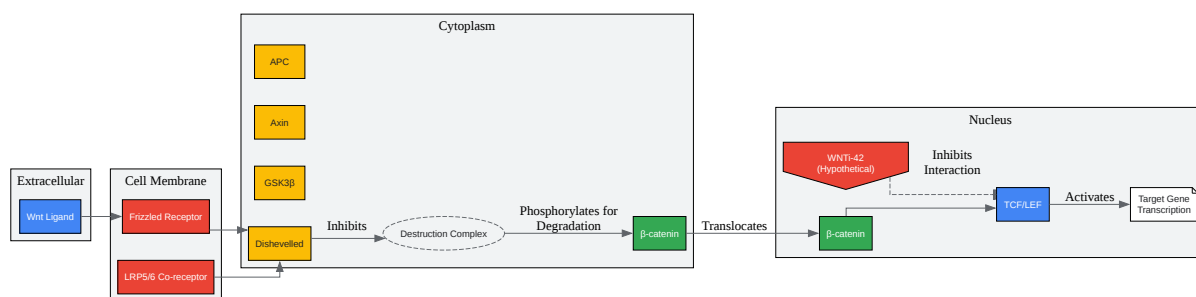 Cytoplasm
APC
Axin
GSK3β
Dishevelled
Inhibits
Destruction Complex
Phosphorylates for
Degradation
β-catenin
Extracellular
Wnt Ligand
Cell Membrane
Frizzled Receptor
LRP5/6 Co-receptor
Translocates
Nucleus
WNTi-42
(Hypothetical)
Inhibits
Interaction
β-catenin
TCF/LEF
Activates
Target Gene
Transcription